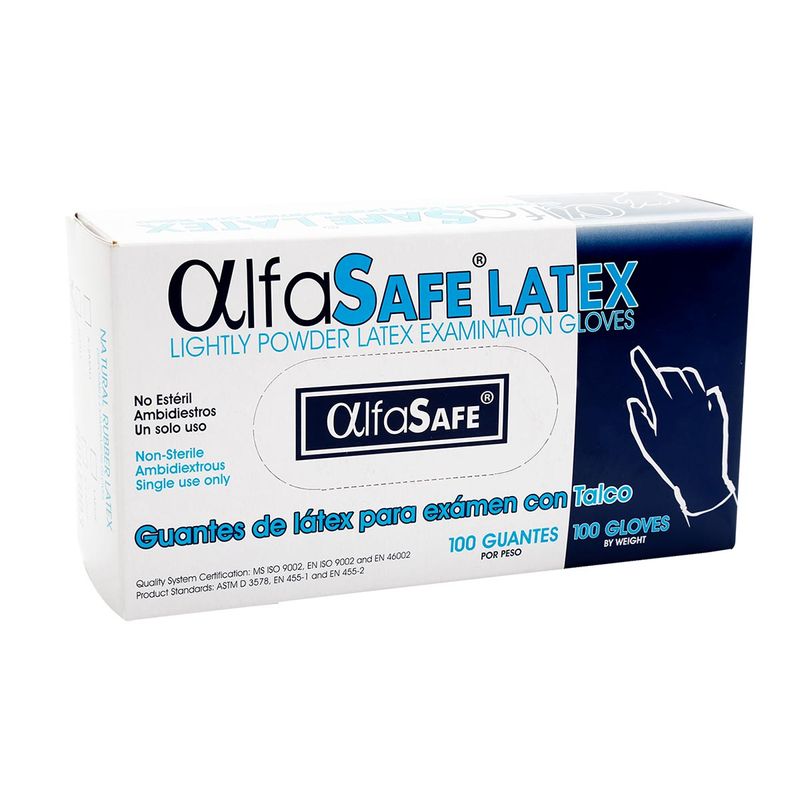 αlfaSAFE LATEX
αlfaSAFE® LATEX
LIGHTLY POWDER LATEX EXAMINATION GLOVES
No Estéril
Ambidiestros
Un solo uso
Non-Sterile
Ambidiextrous
Single use only
αlfaSAFE®
Guantes de látex para exámen con Talco
100 GUANTES
POR PESO
100 GLOVES
BY WEIGHT
Quality System Certification: MS ISO 9002, EN ISO 9002 and EN 46002
Product Standards: ASTM D 3578, EN 455-1 and EN 455-2
NATURAL RUBBER LATEX